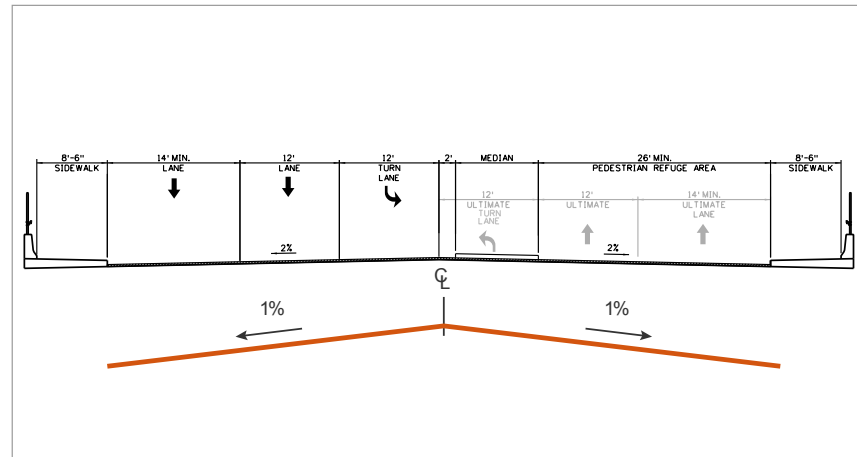 8'-6" 14' MIN. 12' 12' 2' MEDIAN 26' MIN. 8'-6"
SIDEWALK LANE LANE TURN PEDESTRIAN REFUGE AREA SIDEWALK
LANE
12' 12' 14' MIN.
ULTIMATE ULTIMATE ULTIMATE
TURN LANE
LANE
2% 2%
℄
1% 1%